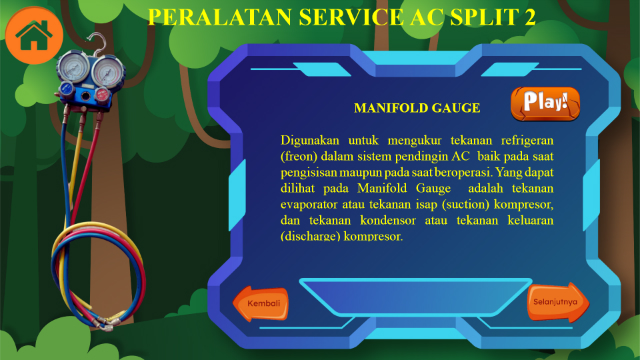 PERALATAN SERVICE AC SPLIT 2
MANIFOLD GAUGE
Play!
Digunakan untuk mengukur tekanan refrigeran
(freon) dalam sistem pendingin AC baik pada saat
pengisisan maupun pada saat beroperasi. Yang dapat
dilihat pada Manifold Gauge adalah tekanan
evaporator atau tekanan isap (suction) kompresor,
dan tekanan kondensor atau tekanan keluaran
(discharge) kompresor.
Kembali
Selanjutnya